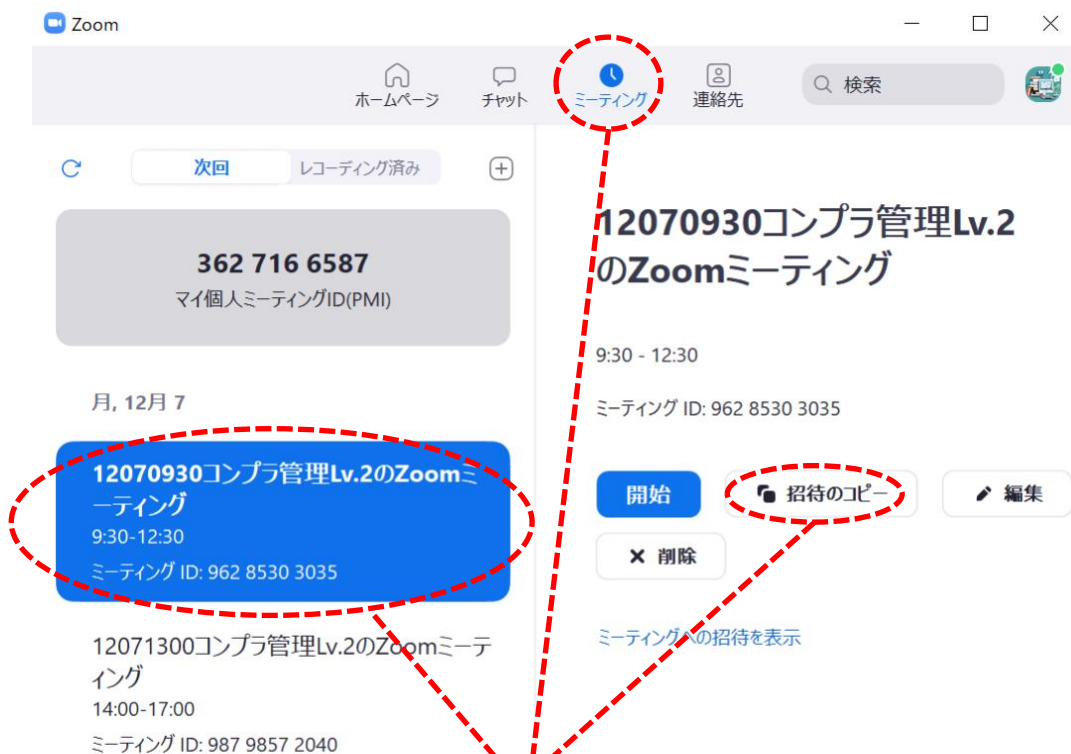 Zoom
ホームページ
チャット
ミーティング
連絡先
検索
次回
レコーディング済み
362 716 6587
マイ個人ミーティングID(PMI)
月, 12月 7
12070930コンプラ管理Lv.2のZoomミ
ーティング
9:30-12:30
ミーティング ID: 962 8530 3035
12071300コンプラ管理Lv.2のZoomミーテ
ィング
14:00-17:00
ミーティング ID: 987 9857 2040
12070930コンプラ管理Lv.2
のZoomミーティング
9:30 - 12:30
ミーティング ID: 962 8530 3035
開始
招待のコピー
編集
削除
ミーティングへの招待を表示